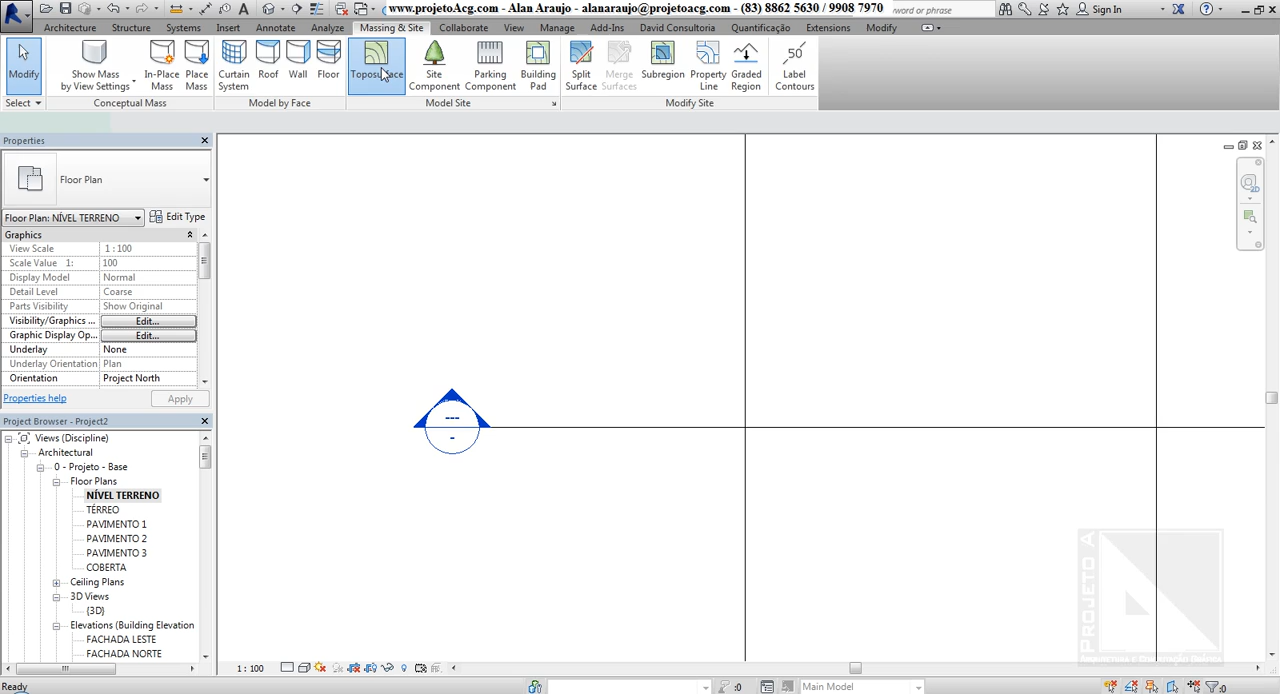 www.projetoAcg.com - Alan Araujo - alanaraujo@projetoacg.com - (83) 8862 5630 / 9908 7970
word or phrase
Sign In
Architecture Structure Systems Insert Annotate Analyze Massing & Site Collaborate View Manage Add-Ins David Consultoria Quantificação Extensions Modify
Modify
Show Mass
by View Settings
In-Place
Mass
Place
Mass
Curtain
System
Roof
Wall
Floor
Site
Component
Parking
Component
Building
Pad
Split
Surface
Merge
Surfaces
Subregion
Property
Line
Graded
Region
50
Label
Contours
Select
Conceptual Mass
Model by Face
Model Site
Modify Site
Properties
Floor Plan
Floor Plan: NÍVEL TERRENO
Edit Type
Graphics
View Scale 1 : 100
Scale Value 1: 100
Display Model Normal
Detail Level Coarse
Parts Visibility Show Original
Visibility/Graphics ... Edit...
Graphic Display Op... Edit...
Underlay None
Underlay Orientation Plan
Orientation Project North
Properties help
Apply
Project Browser - Project2
Views (Discipline)
Architectural
0 - Projeto - Base
Floor Plans
NÍVEL TERRENO
TÉRREO
PAVIMENTO 1
PAVIMENTO 2
PAVIMENTO 3
COBERTA
Ceiling Plans
3D Views
{3D}
Elevations (Building Elevation
FACHADA LESTE
FACHADA NORTE
---
-
PROJETO A
1 : 100
Ready
:0
Main Model
:0